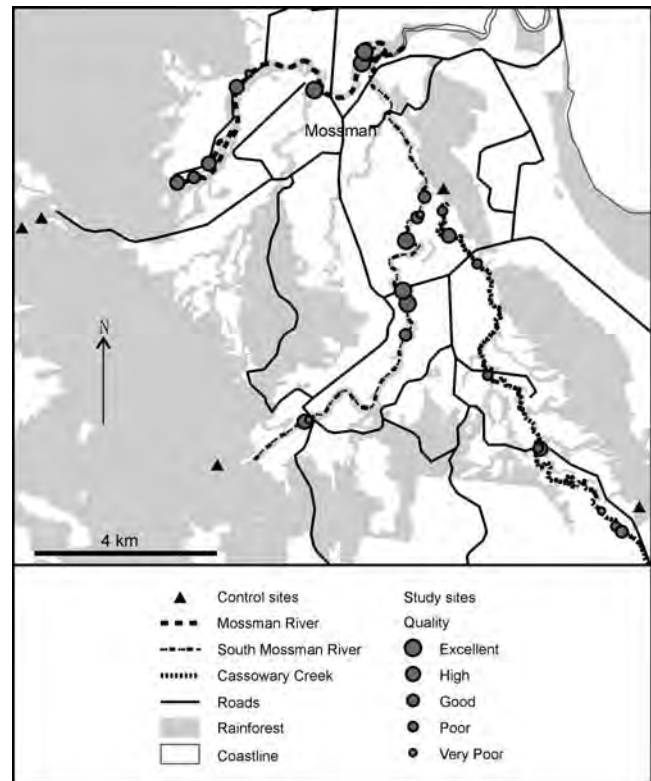 Mossman
N
4 km
Control sites
Mossman River
South Mossman River
Cassowary Creek
Roads
Rainforest
Coastline
Study sites
Quality
Excellent
High
Good
Poor
Very Poor